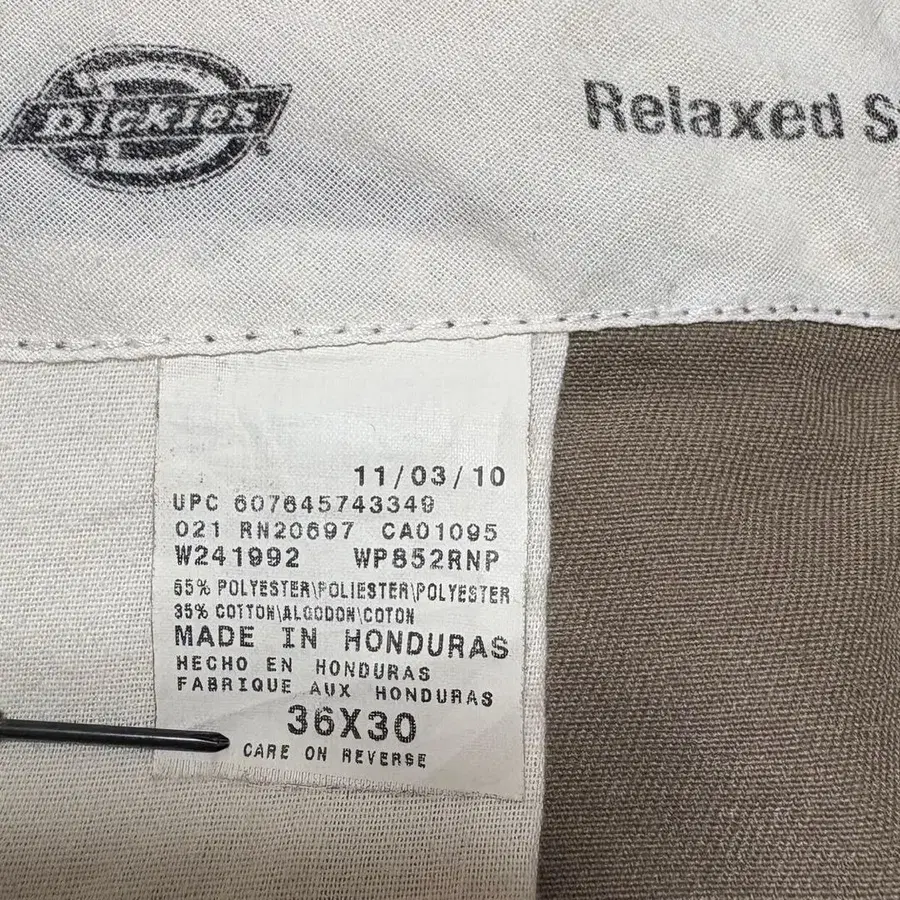 Dickies
Relaxed S
11/03/10
UPC 607645743349
021 RN20697 CA01095
W241992 WP852RNP
65% POLYESTER\POLIESTER\POLYESTER
35% COTTON\ALGODON\COTON
MADE IN HONDURAS
HECHO EN HONDURAS
FABRIQUE AUX HONDURAS
36X30
CARE ON REVERSE